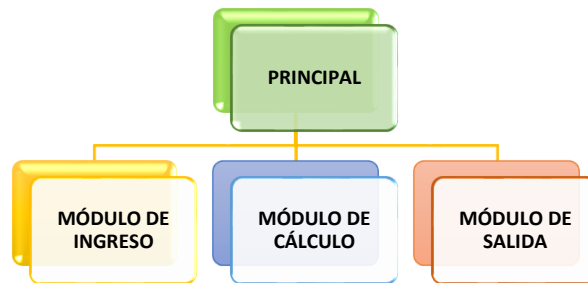 PRINCIPAL
MÓDULO DE
INGRESO
MÓDULO DE
CÁLCULO
MÓDULO DE
SALIDA